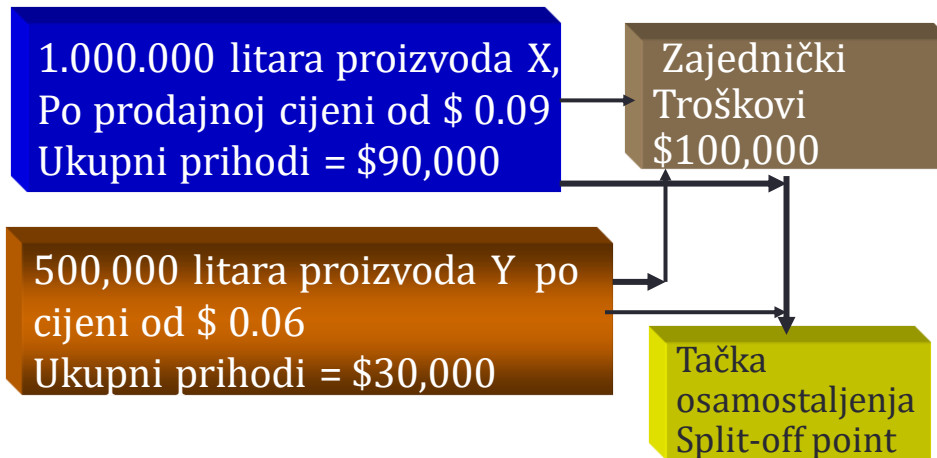 1.000.000 litara proizvoda X,
Po prodajnoj cijeni od $ 0.09
Ukupni prihodi = $90,000
Zajednički
Troškovi
$100,000
500,000 litara proizvoda Y po
cijeni od $ 0.06
Ukupni prihodi = $30,000
Tačka
osamostaljenja
Split-off point